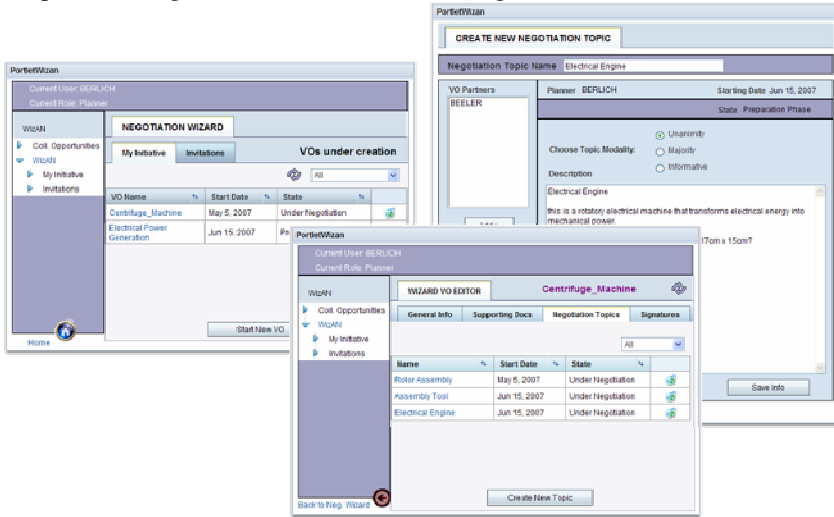 PortletWizan
Current User: BERLICH
Current Role: Planner
WizAN
Coll. Opportunities
WizAN
My Initiative
Invitations
Home
NEGOTIATION WIZARD
My Initiative
Invitations
VOs under creation
All
VO Name
Start Date
State
Centrifuge_Machine
May 5, 2007
Under Negotiation
Electrical Power
Generation
Jun 15, 2007
Start New VO
PortletWizan
CREATE NEW NEGOTIATION TOPIC
Negotiation Topic Name
Electrical Engine
VO Partners
BEELER
Planner BERLICH
Starting Date Jun 15, 2007
State Preparation Phase
Choose Topic Modality:
Unanimity
Majority
Informative
Description
Electrical Engine
this is a rotatory electrical machine that transforms electrical energy into
mechanical power.
17cm x 15cm?
Save Info
PortletWizan
Current User: BERLICH
Current Role: Planner
WizAN
Coll. Opportunities
WizAN
My Initiative
Invitations
Back to Neg. Wizard
WIZARD VO EDITOR
Centrifuge_Machine
General Info
Supporting Docs
Negotiation Topics
Signatures
All
Name
Start Date
State
Rotor Assembly
May 5, 2007
Under Negotiation
Assembly Tool
Jun 15, 2007
Under Negotiation
Electrical Engine
Jun 15, 2007
Under Negotiation
Create New Topic